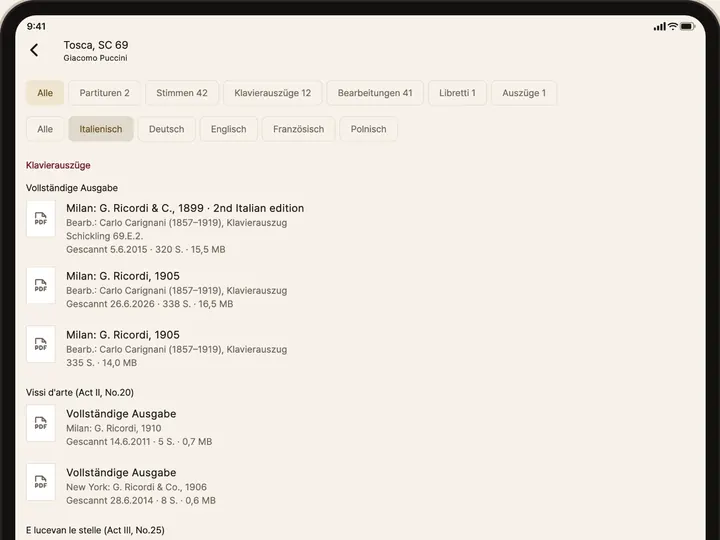 9:41
Tosca, SC 69
Giacomo Puccini
Alle Partituren 2 Stimmen 42 Klavierauszüge 12 Bearbeitungen 41 Libretti 1 Auszüge 1
Alle Italienisch Deutsch Englisch Französisch Polnisch
Klavierauszüge
Vollständige Ausgabe
PDF
Milan: G. Ricordi & C., 1899 · 2nd Italian edition
Bearb.: Carlo Carignani (1857–1919), Klavierauszug
Schickling 69.E.2.
Gescannt 5.6.2015 · 320 S. · 15,5 MB
PDF
Milan: G. Ricordi, 1905
Bearb.: Carlo Carignani (1857–1919), Klavierauszug
Gescannt 26.6.2026 · 338 S. · 16,5 MB
PDF
Milan: G. Ricordi, 1905
Bearb.: Carlo Carignani (1857–1919), Klavierauszug
335 S. · 14,0 MB
Vissi d'arte (Act II, No.20)
PDF
Vollständige Ausgabe
Milan: G. Ricordi, 1910
Gescannt 14.6.2011 · 5 S. · 0,7 MB
PDF
Vollständige Ausgabe
New York: G. Ricordi & Co., 1906
Gescannt 28.6.2014 · 8 S. · 0,6 MB
E lucevan le stelle (Act III, No.25)